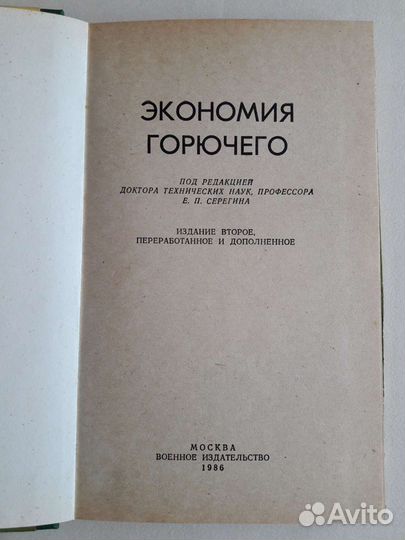 ЭКОНОМИЯ
ГОРЮЧЕГО
ПОД РЕДАКЦИЕЙ
ДОКТОРА ТЕХНИЧЕСКИХ НАУК, ПРОФЕССОРА
Е. П. СЕРЕГИНА
ИЗДАНИЕ ВТОРОЕ,
ПЕРЕРАБОТАННОЕ И ДОПОЛНЕННОЕ
МОСКВА
ВОЕННОЕ ИЗДАТЕЛЬСТВО
1986
Avito